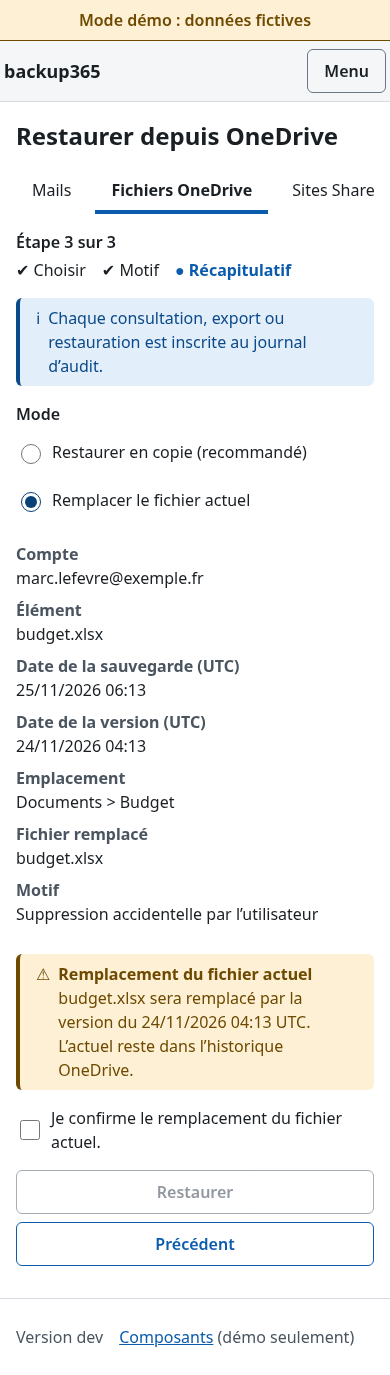 Mode démo : données fictives
backup365
Menu
Restaurer depuis OneDrive
Mails
Fichiers OneDrive
Sites Share
Étape 3 sur 3
✔ Choisir
✔ Motif
● Récapitulatif
i Chaque consultation, export ou
restauration est inscrite au journal
d’audit.
Mode
Restaurer en copie (recommandé)
Remplacer le fichier actuel
Compte
marc.lefevre@exemple.fr
Élément
budget.xlsx
Date de la sauvegarde (UTC)
25/11/2026 06:13
Date de la version (UTC)
24/11/2026 04:13
Emplacement
Documents > Budget
Fichier remplacé
budget.xlsx
Motif
Suppression accidentelle par l’utilisateur
⚠ Remplacement du fichier actuel
budget.xlsx sera remplacé par la
version du 24/11/2026 04:13 UTC.
L’actuel reste dans l’historique
OneDrive.
Je confirme le remplacement du fichier
actuel.
Restaurer
Précédent
Version dev Composants (démo seulement)